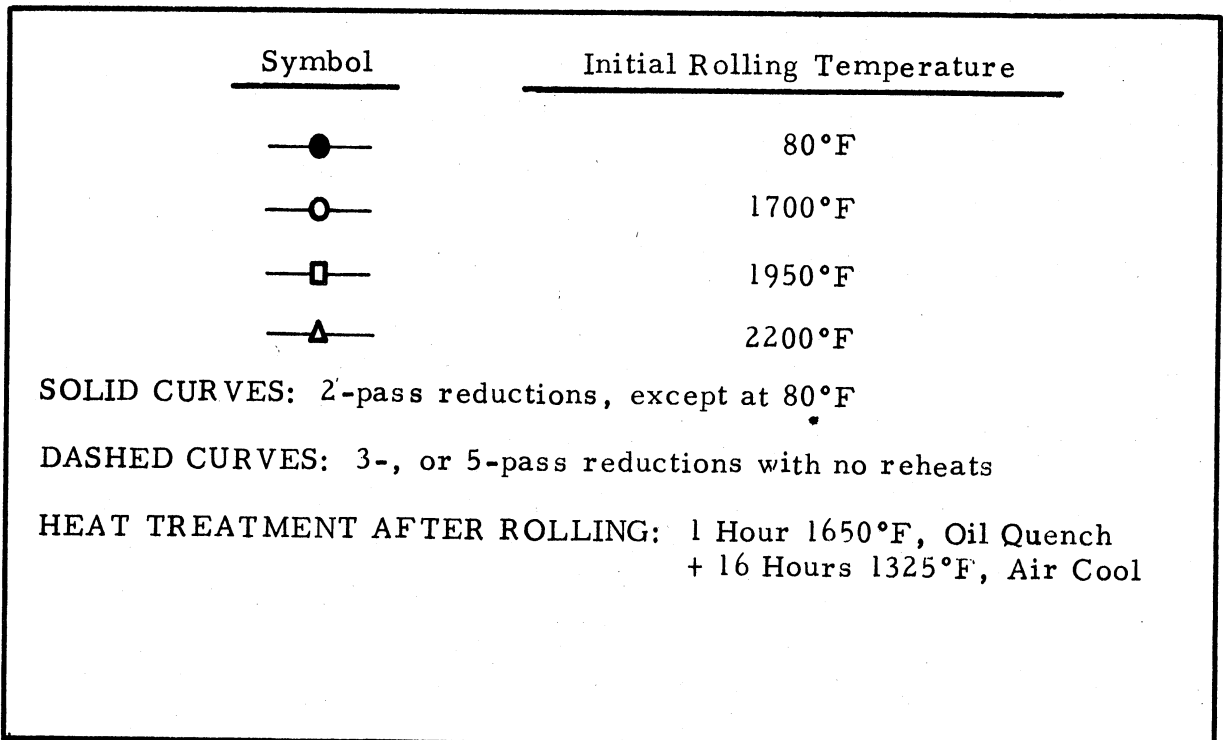 Symbol Initial Rolling Temperature
80°F
1700°F
1950°F
2200°F
SOLID CURVES: 2-pass reductions, except at 80°F
DASHED CURVES: 3-, or 5-pass reductions with no reheats
HEAT TREATMENT AFTER ROLLING: 1 Hour 1650°F, Oil Quench
+ 16 Hours 1325°F, Air Cool